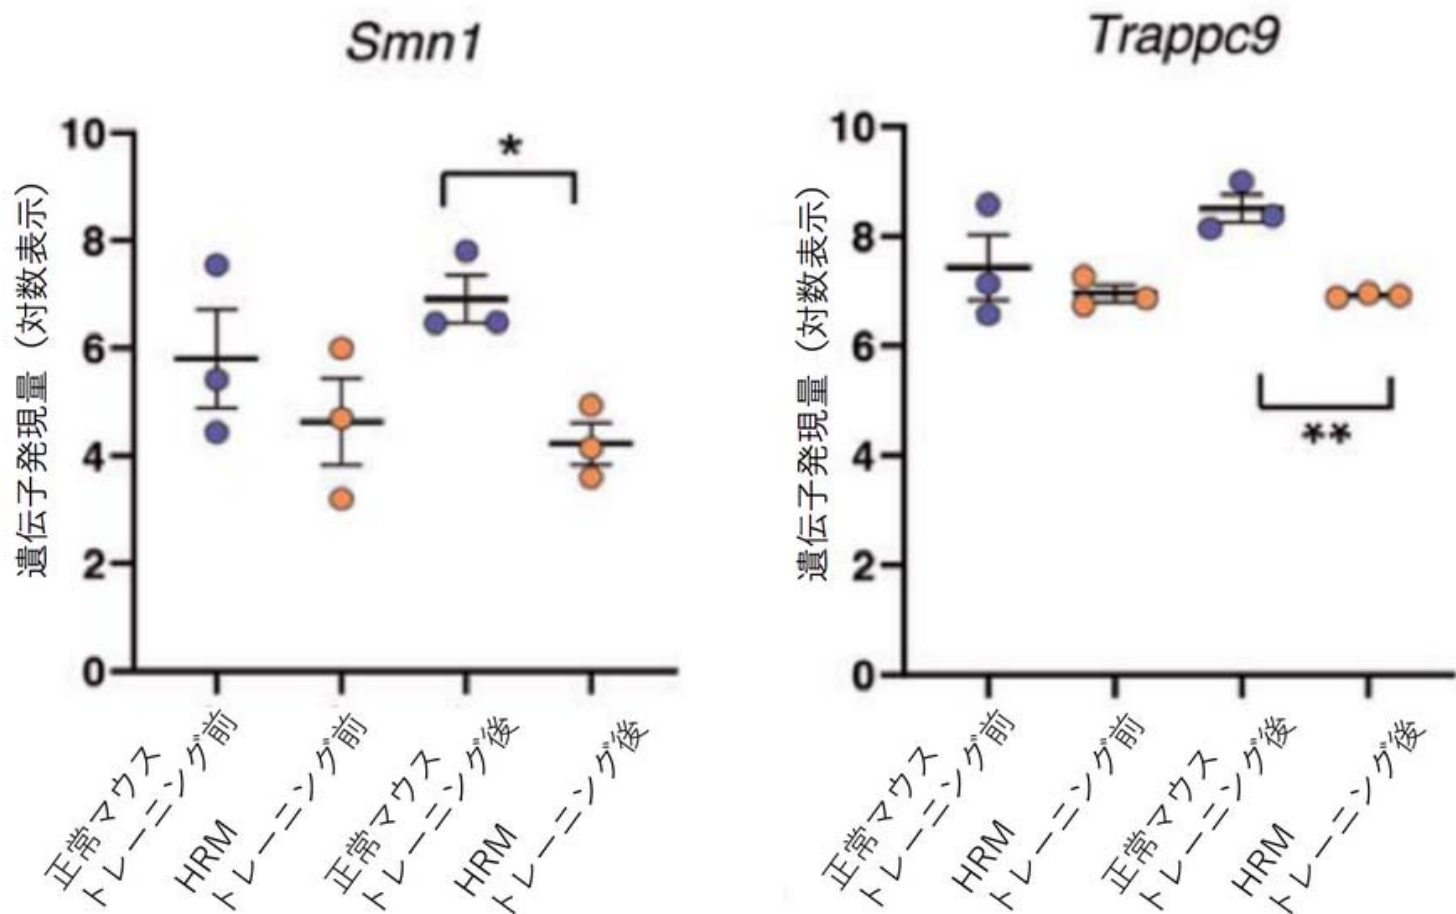 Smn1
10
8
6
4
2
0
遺伝子発現量（対数表示）
*
正常マウス
トレーニング前
HRM
トレーニング前
正常マウス
トレーニング後
HRM
トレーニング後
Trappc9
10
8
6
4
2
0
遺伝子発現量（対数表示）
**
正常マウス
トレーニング前
HRM
トレーニング前
正常マウス
トレーニング後
HRM
トレーニング後